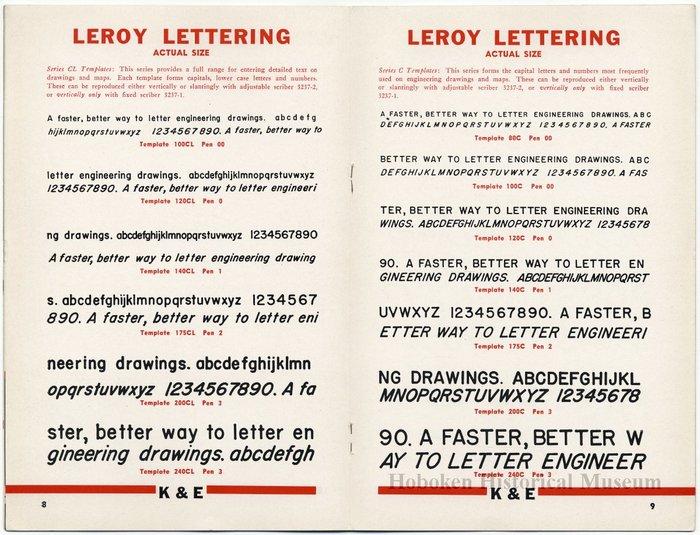 LEROY LETTERING
ACTUAL SIZE
Series CL Templates: This series provides a full range for entering detailed text on
drawings and maps. Each template forms capitals, lower case letters and numbers.
These can be reproduced either vertically or slantingly with adjustable scriber 3237-2,
or vertically only with fixed scriber 3237-1.
A faster, better way to letter engineering drawings. abcdefg
hijklmnopqrstuvwxyz 1234567890. A faster, better way to
Template 100CL Pen 00
letter engineering drawings. abcdefghijklmnopqrstuvwxyz
1234567890. A faster, better way to letter engineeri
Template 120CL Pen 0
ng drawings. abcdefghijklmnopqrstuvwxyz 1234567890
A faster, better way to letter engineering drawing
Template 140CL Pen 1
s. abcdefghijklmnopqrstuvwxyz 1234567
890. A faster, better way to letter eni
Template 175CL Pen 2
neering drawings. abcdefghijklmn
opqrstuvwxyz 1234567890. A fa
Template 200CL Pen 3
ster, better way to letter en
gineering drawings. abcdefgh
Template 240CL Pen 3
K & E
8
LEROY LETTERING
ACTUAL SIZE
Series C Templates: This series forms the capital letters and numbers most frequently
used on engineering drawings and maps. These can be reproduced either vertically
or slantingly with adjustable scriber 3237-2, or vertically only with fixed scriber
3237-1.
A FASTER, BETTER WAY TO LETTER ENGINEERING DRAWINGS. ABC
DEFGHIJKLMNOPQRSTUVWXYZ 1234567890. A FASTER
Template 80C Pen 00
BETTER WAY TO LETTER ENGINEERING DRAWINGS. ABC
DEFGHIJKLMNOPQRSTUVWXYZ 1234567890. A FAS
Template 100C Pen 00
TER, BETTER WAY TO LETTER ENGINEERING DRA
WINGS. ABCDEFGHIJKLMNOPQRSTUVWXYZ 12345678
Template 120C Pen 0
90. A FASTER, BETTER WAY TO LETTER EN
GINEERING DRAWINGS. ABCDEFGHIJKLMNOPQRST
Template 140C Pen 1
UVWXYZ 1234567890. A FASTER, B
ETTER WAY TO LETTER ENGINEERI
Template 175C Pen 2
NG DRAWINGS. ABCDEFGHIJKL
MNOPQRSTUVWXYZ 12345678
Template 200C Pen 3
90. A FASTER, BETTER W
AY TO LETTER ENGINEER
Template 240C Pen 3
Hoboken Historical Museum
K & E
9